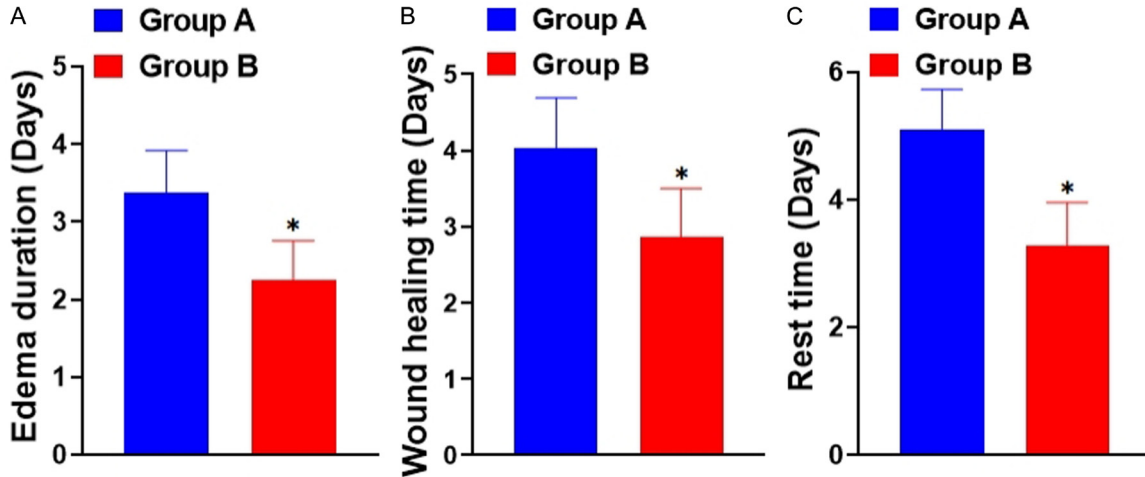 A
Group A
Group B
Edema duration (Days)
5
4
3
2
1
0
*
B
Group A
Group B
Wound healing time (Days)
5
4
3
2
1
0
*
C
Group A
Group B
Rest time (Days)
6
4
2
0
*